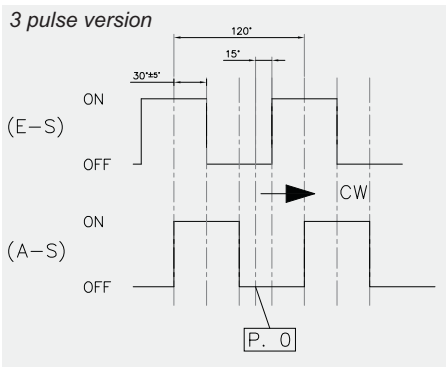 3 pulse version
120°
15°
30°±5°
ON
(E-S)
OFF
CW
ON
(A-S)
OFF
P. 0